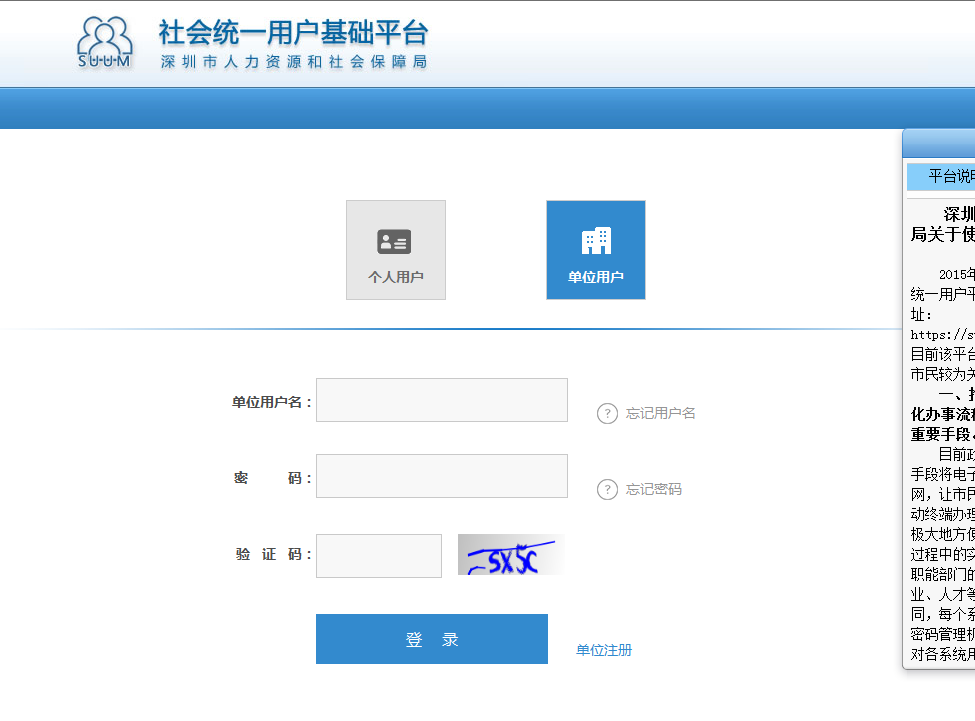 社会统一用户基础平台
SUUM
深圳市人力资源和社会保障局
个人用户
单位用户
单位用户名：
? 忘记用户名
密 码：
? 忘记密码
验 证 码：
sx5c
登 录
单位注册
平台说
深圳
局关于使
2015年
统一用户平
址：
https://s
目前该平台
市民较为关
一、
化办事流程
重要手段。
目前政
手段将电子
网，让市民
动终端办理
极大地方便
过程中的实
职能部门的
业、人才等
同，每个系
密码管理机
对各系统用